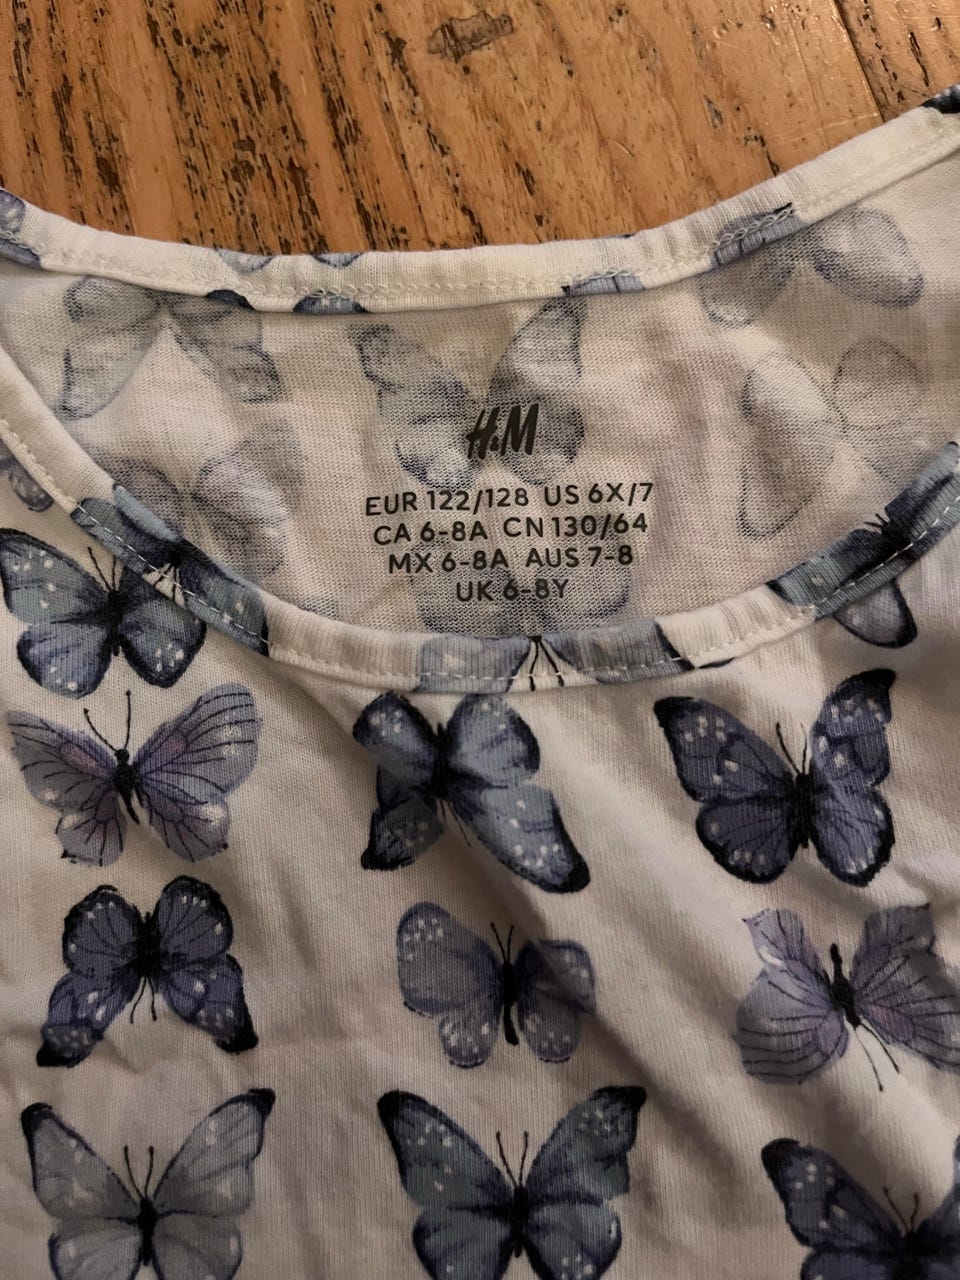 H&M
EUR 122/128 US 6X/7
CA 6-8A CN 130/64
MX 6-8A AUS 7-8
UK 6-8Y